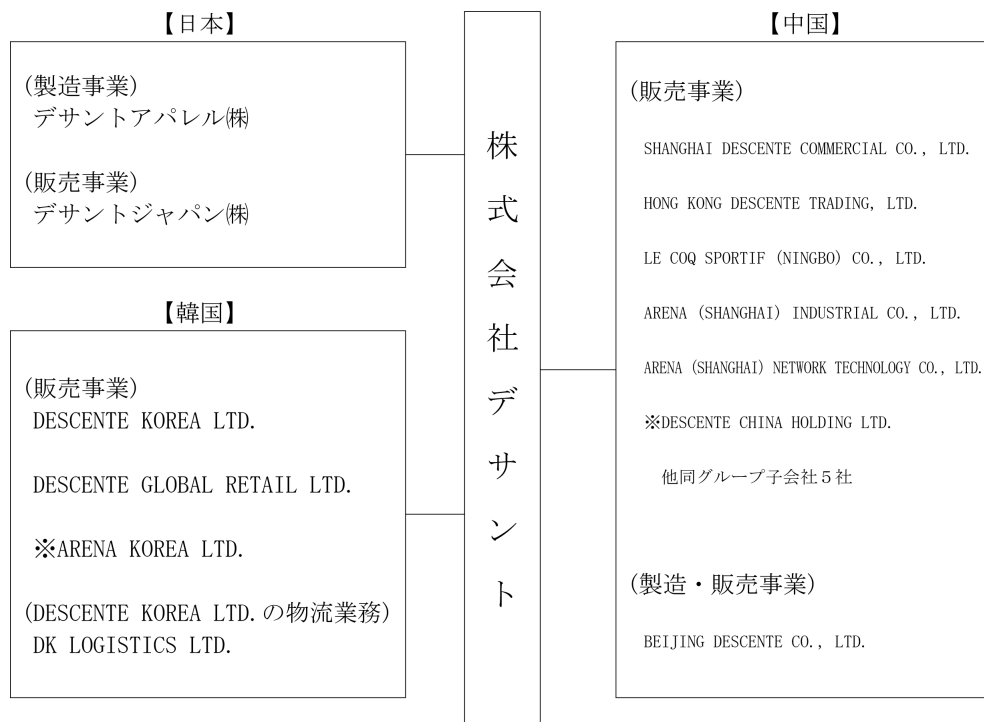 【日本】
(製造事業)
デサントアパレル㈱
(販売事業)
デサントジャパン㈱
【韓国】
(販売事業)
DESCENTE KOREA LTD.
DESCENTE GLOBAL RETAIL LTD.
※ARENA KOREA LTD.
(DESCENTE KOREA LTD.の物流業務)
DK LOGISTICS LTD.
株式会社デサント
【中国】
(販売事業)
SHANGHAI DESCENTE COMMERCIAL CO., LTD.
HONG KONG DESCENTE TRADING, LTD.
LE COQ SPORTIF (NINGBO) CO., LTD.
ARENA (SHANGHAI) INDUSTRIAL CO., LTD.
ARENA (SHANGHAI) NETWORK TECHNOLOGY CO., LTD.
※DESCENTE CHINA HOLDING LTD.
他同グループ子会社５社
(製造・販売事業)
BEIJING DESCENTE CO., LTD.